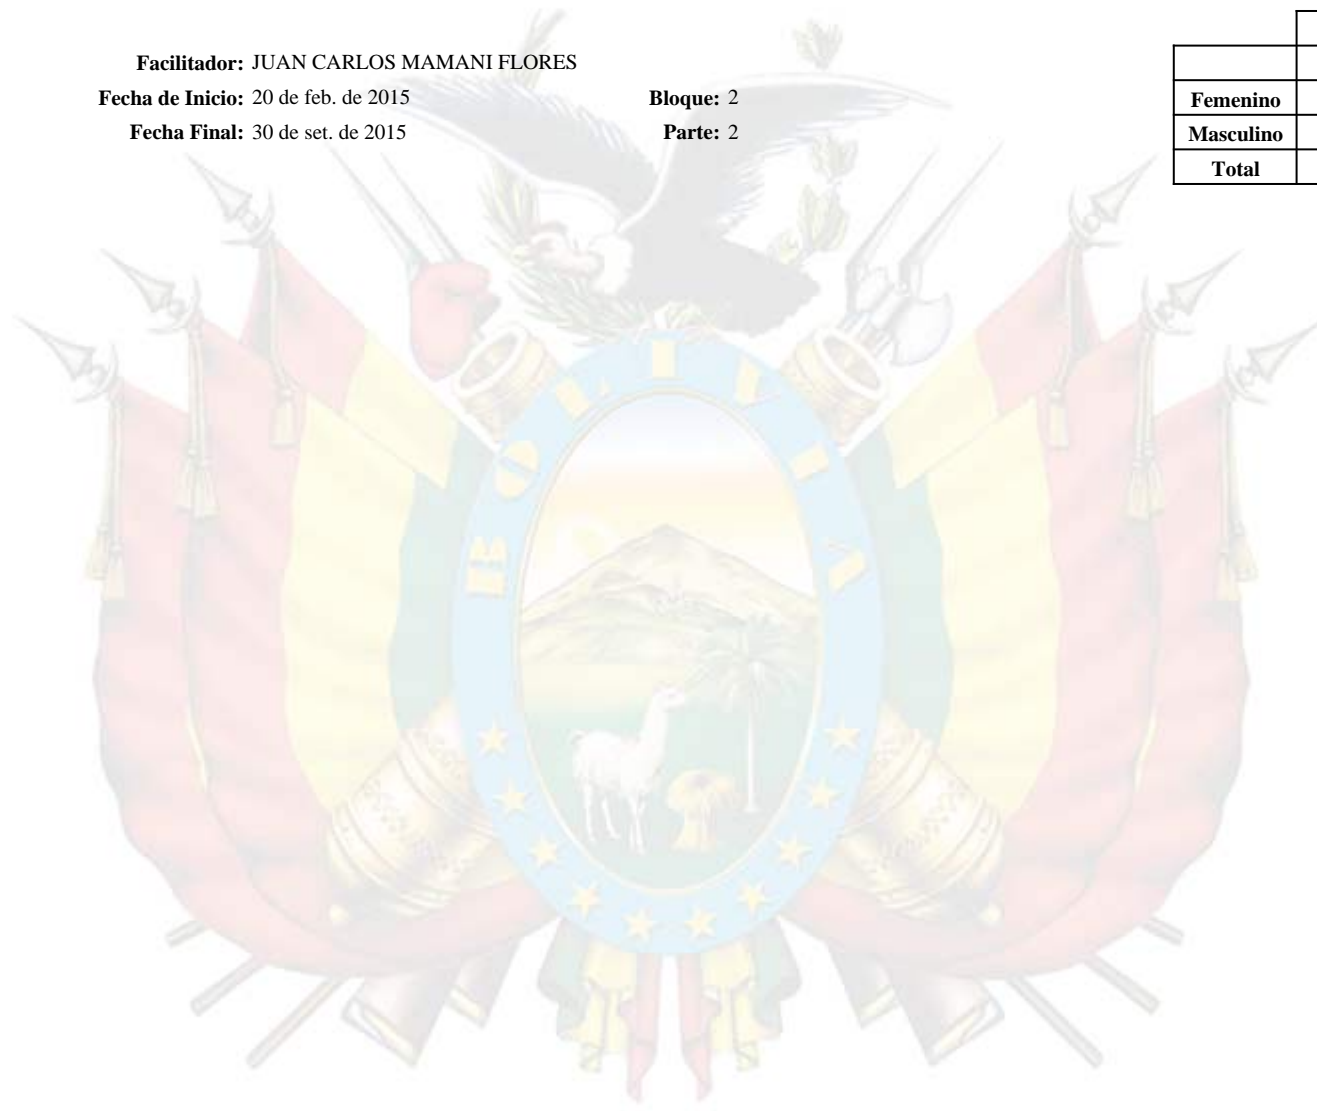 Facilitador: JUAN CARLOS MAMANI FLORES
Fecha de Inicio: 20 de feb. de 2015 Bloque: 2
Fecha Final: 30 de set. de 2015 Parte: 2
Femenino
Masculino
Total
BOLIVIA